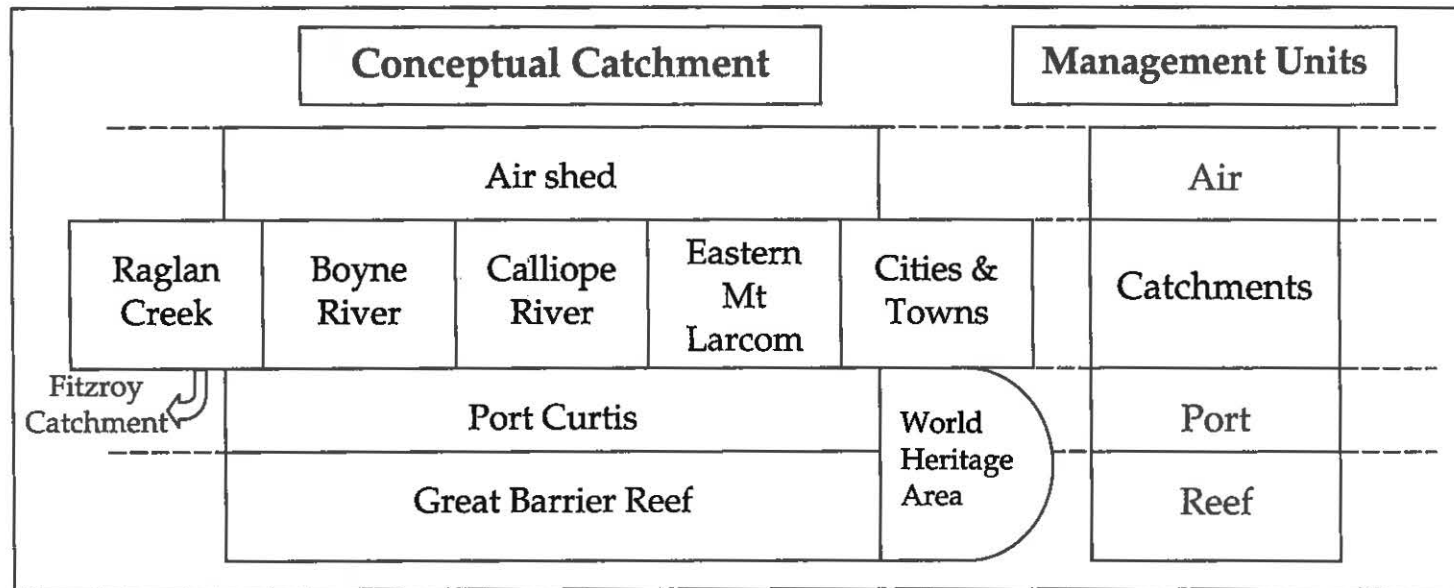 Conceptual Catchment
Management Units
Air shed
Air
Raglan
Creek
Boyne
River
Calliope
River
Eastern
Mt
Larcom
Cities &
Towns
Catchments
Fitzroy
Catchment
Port Curtis
World
Heritage
Area
Port
Great Barrier Reef
Reef